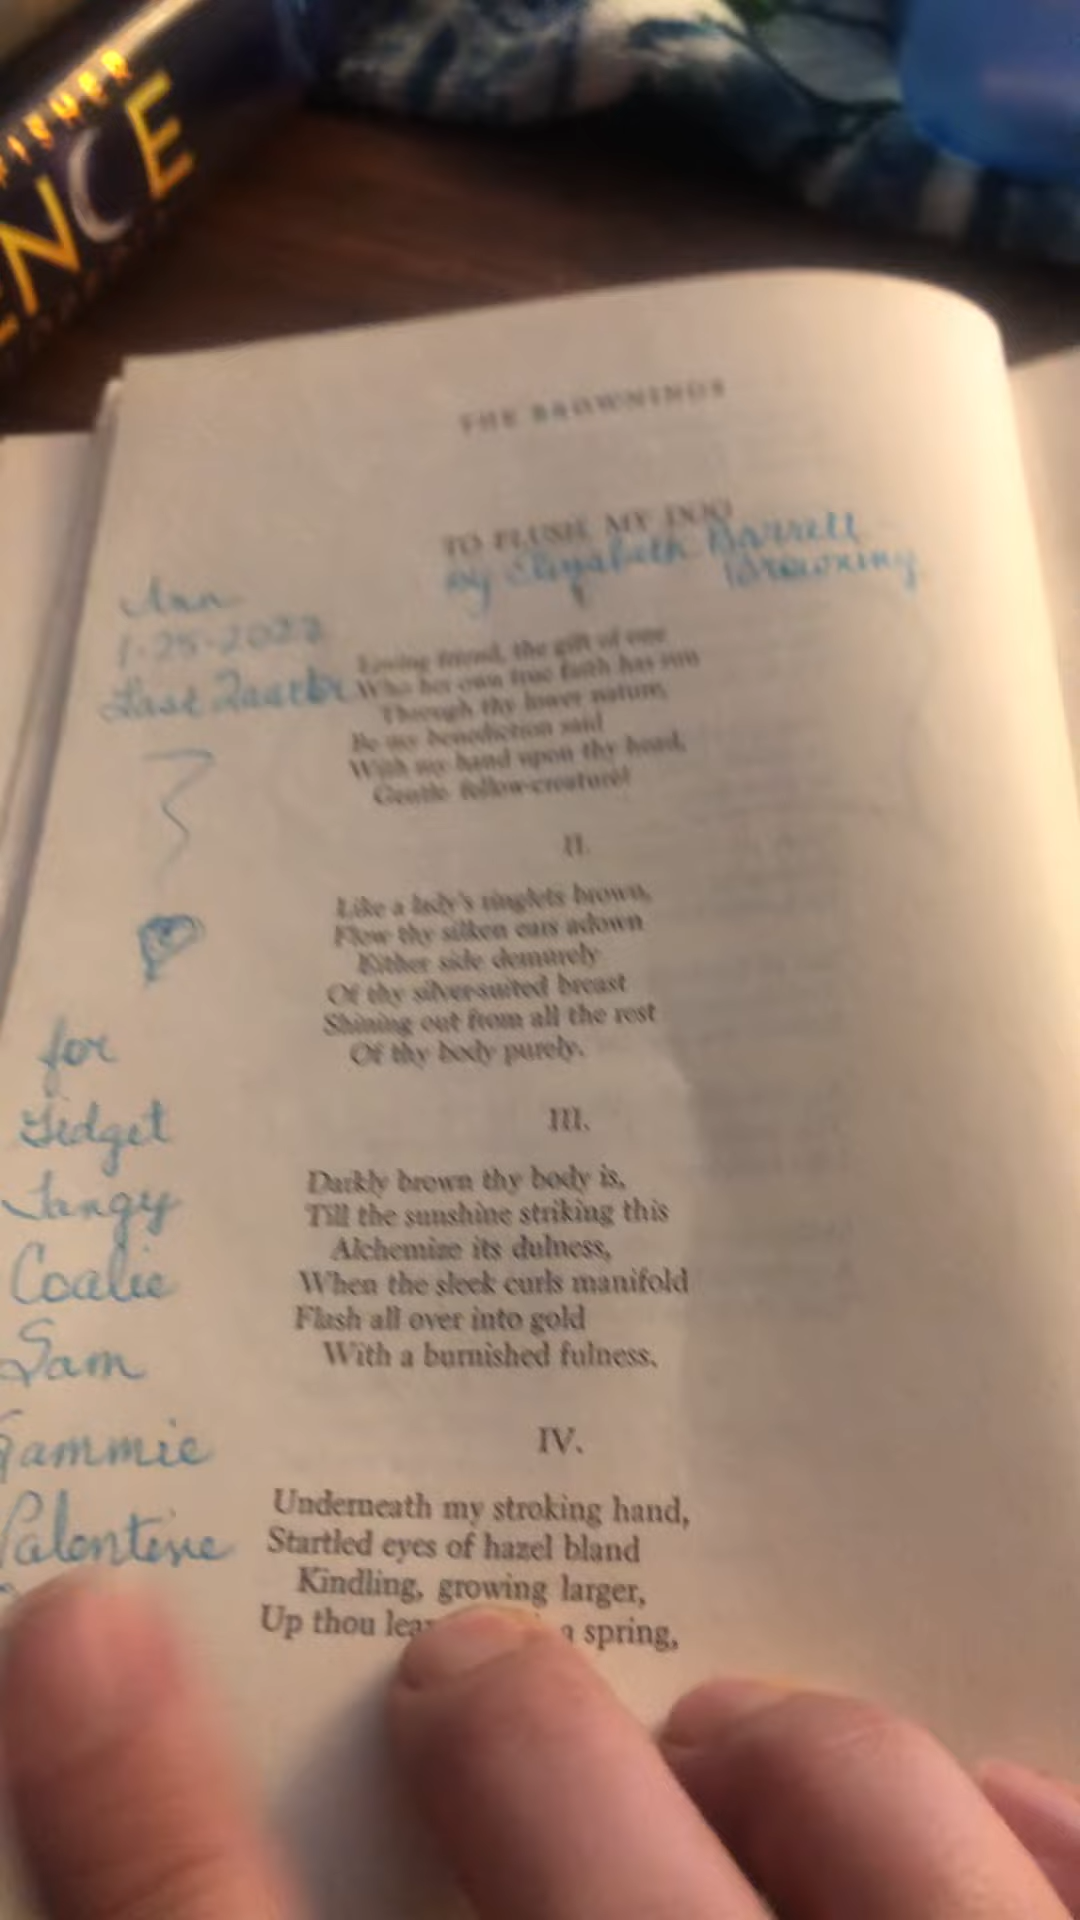 FISHER
ENCE
THE BROWNINGS
TO FLUSH, MY DOG
by Elizabeth Barrett
Browning
Ann
1-25-2022
Last
I
Loving friend, the gift of one
Who her own true faith has run
Through thy lower nature,
Be my benediction said
With my hand upon thy head,
Gentle fellow-creature!
II.
Like a lady's ringlets brown,
Flow thy silken ears adown
Either side demurely
Of thy silver-suited breast
Shining out from all the rest
Of thy body purely.
III.
Darkly brown thy body is,
Till the sunshine striking this
Alchemize its dulness,
When the sleek curls manifold
Flash all over into gold
With a burnished fulness.
IV.
Underneath my stroking hand,
Startled eyes of hazel bland
Kindling, growing larger,
Up thou a spring,
for
Gidget
Tangy
Coalie
Sam
Sammie